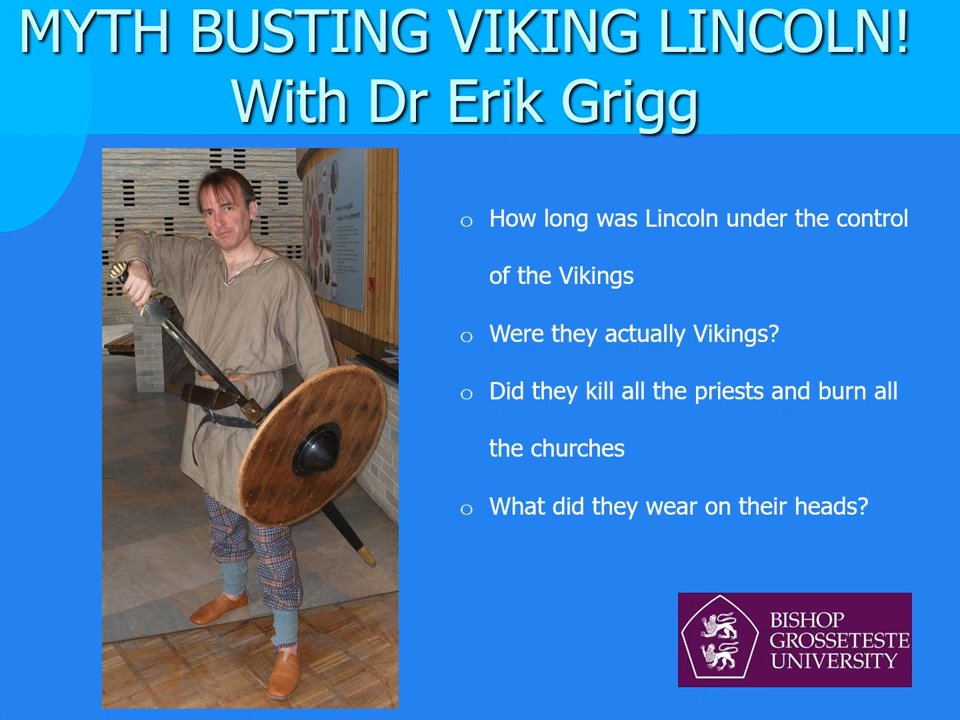 MYTH BUSTING VIKING LINCOLN!
With Dr Erik Grigg
o How long was Lincoln under the control
of the Vikings
o Were they actually Vikings?
o Did they kill all the priests and burn all
the churches
o What did they wear on their heads?
BISHOP
GROSSETESTE
UNIVERSITY